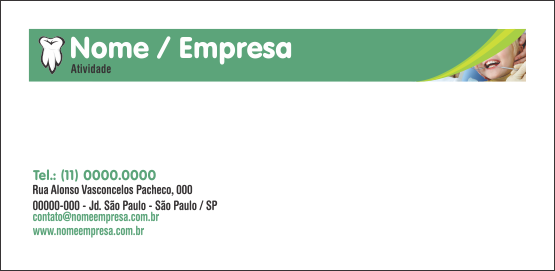 Nome / Empresa
Atividade
Tel.: (11) 0000.0000
Rua Alonso Vasconcelos Pacheco, 000
00000-000 - Jd. São Paulo - São Paulo / SP
contato@nomeempresa.com.br
www.nomeempresa.com.br